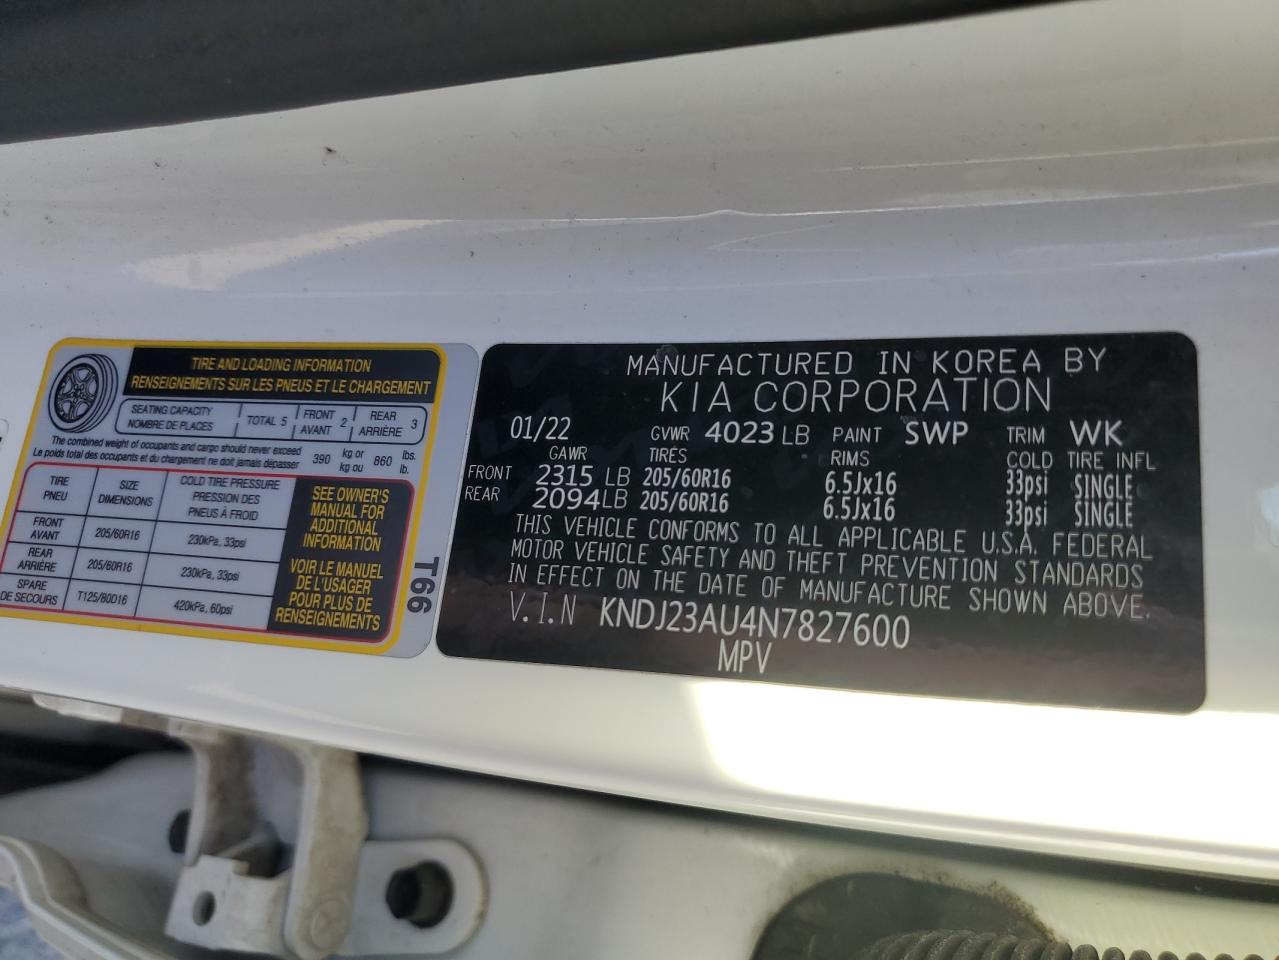 TIRE AND LOADING INFORMATION
RENSEIGNEMENTS SUR LES PNEUS ET LE CHARGEMENT
SEATING CAPACITY
NOMBRE DE PLACES
TOTAL 5
FRONT
AVANT
2
REAR
ARRIÈRE
3
The combined weight of occupants and cargo should never exceed
Le poids total des occupants et du chargement ne doit jamais dépasser
390
kg or
kg ou
860
lbs.
lb.
TIRE
PNEU
SIZE
DIMENSIONS
COLD TIRE PRESSURE
PRESSION DES
PNEUS À FROID
FRONT
AVANT
205/60R16
230kPa, 33psi
REAR
ARRIÈRE
205/60R16
230kPa, 33psi
SPARE
DE SECOURS
T125/80D16
420kPa, 60psi
SEE OWNER'S
MANUAL FOR
ADDITIONAL
INFORMATION
VOIR LE MANUEL
DE L'USAGER
POUR PLUS DE
RENSEIGNEMENTS
T66
MANUFACTURED IN KOREA BY
KIA CORPORATION
01/22 GVWR 4023 LB PAINT SWP TRIM WK
GAWR TIRES RIMS COLD TIRE INFL
FRONT 2315 LB 205/60R16 6.5Jx16 33psi SINGLE
REAR 2094 LB 205/60R16 6.5Jx16 33psi SINGLE
THIS VEHICLE CONFORMS TO ALL APPLICABLE U.S.A. FEDERAL
MOTOR VEHICLE SAFETY AND THEFT PREVENTION STANDARDS
IN EFFECT ON THE DATE OF MANUFACTURE SHOWN ABOVE.
V.I.N KNDJ23AU4N7827600
MPV